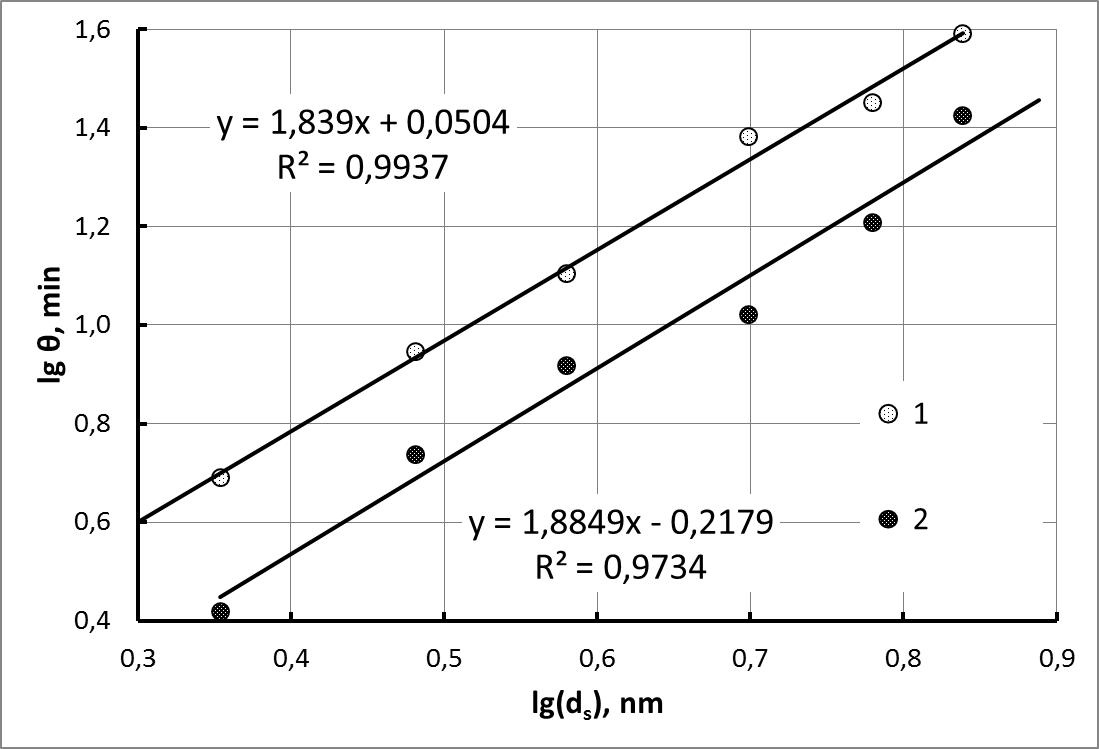 lg θ, min
1,6
1,4
1,2
1,0
0,8
0,6
0,4
y = 1,839x + 0,0504
R² = 0,9937
1
y = 1,8849x - 0,2179
R² = 0,9734
2
0,3 0,4 0,5 0,6 0,7 0,8 0,9
lg(dₛ), nm